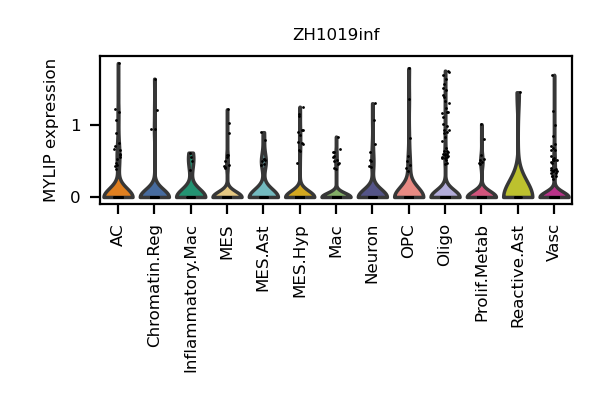 ZH1019inf
MYLIP expression
1
0
AC
Chromatin.Reg
Inflammatory.Mac
MES
MES.Ast
MES.Hyp
Mac
Neuron
OPC
Oligo
Prolif.Metab
Reactive.Ast
Vasc